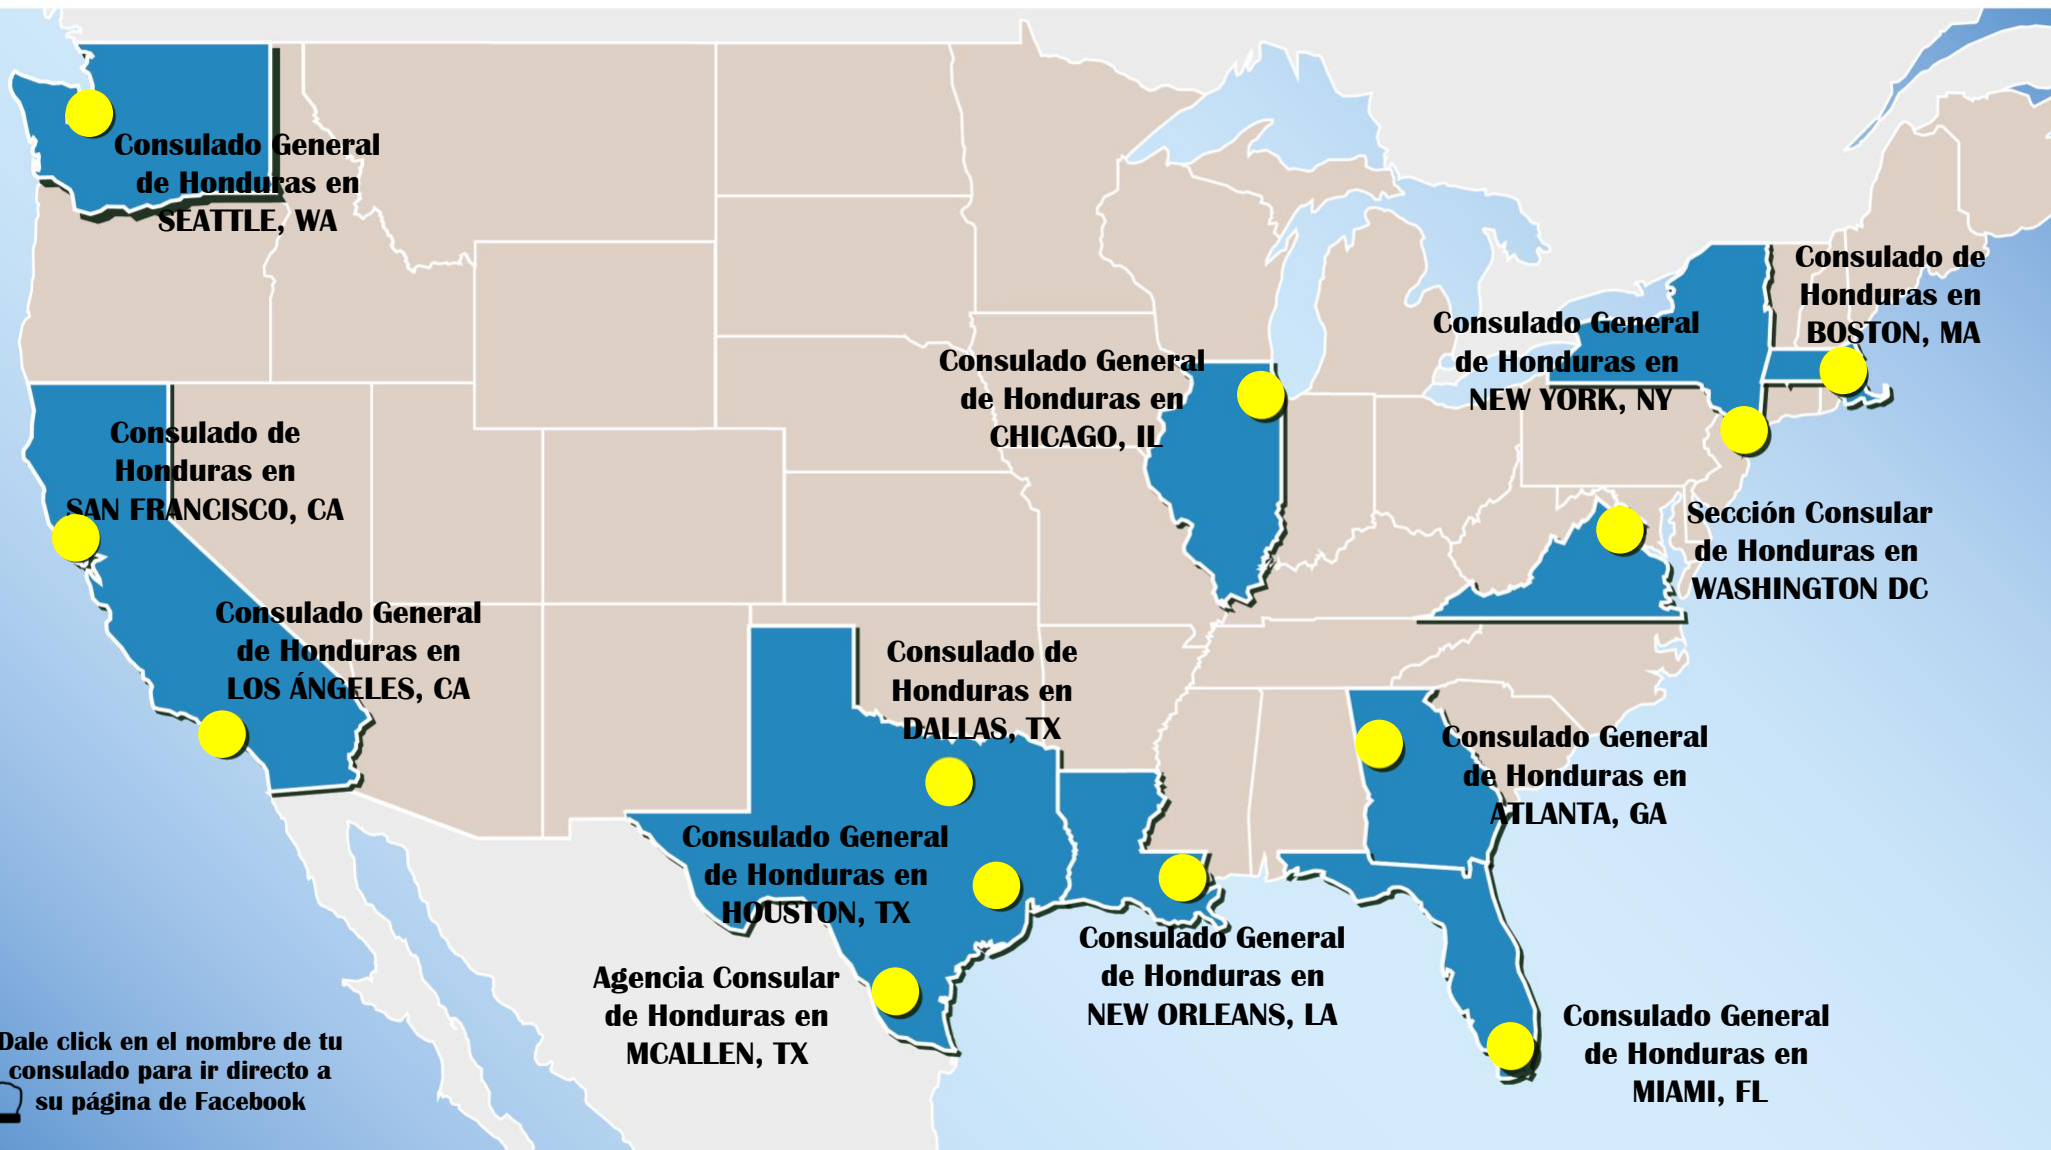 Consulado General
de Honduras en
SEATTLE, WA
Consulado de
Honduras en
BOSTON, MA
Consulado General
de Honduras en
NEW YORK, NY
Consulado General
de Honduras en
CHICAGO, IL
Consulado de
Honduras en
SAN FRANCISCO, CA
Sección Consular
de Honduras en
WASHINGTON DC
Consulado General
de Honduras en
LOS ÁNGELES, CA
Consulado de
Honduras en
DALLAS, TX
Consulado General
de Honduras en
ATLANTA, GA
Consulado General
de Honduras en
HOUSTON, TX
Consulado General
de Honduras en
NEW ORLEANS, LA
Agencia Consular
de Honduras en
MCALLEN, TX
Consulado General
de Honduras en
MIAMI, FL
Dale click en el nombre de tu
consulado para ir directo a
su página de Facebook